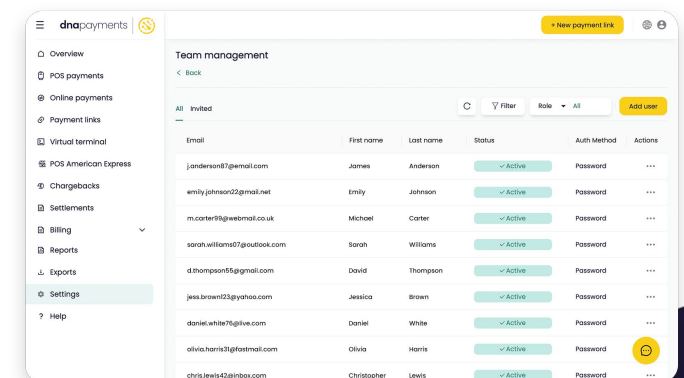 dnapayments
+ New payment link
Overview
POS payments
Online payments
Payment links
Virtual terminal
POS American Express
Chargebacks
Settlements
Billing
Reports
Exports
Settings
? Help
Team management
< Back
All Invited
Filter
Role All
Add user
Email First name Last name Status Auth Method Actions
j.anderson87@email.com James Anderson ✓ Active Password ...
emily.johnson22@mail.net Emily Johnson ✓ Active Password ...
m.carter99@webmail.co.uk Michael Carter ✓ Active Password ...
sarah.williams07@outlook.com Sarah Williams ✓ Active Password ...
d.thompson55@gmail.com David Thompson ✓ Active Password ...
jess.brown123@yahoo.com Jessica Brown ✓ Active Password ...
daniel.white76@live.com Daniel White ✓ Active Password ...
olivia.harris31@fastmail.com Olivia Harris ✓ Active Password
chris.lewis42@inbox.com Christopher Lewis ✓ Active Password ...